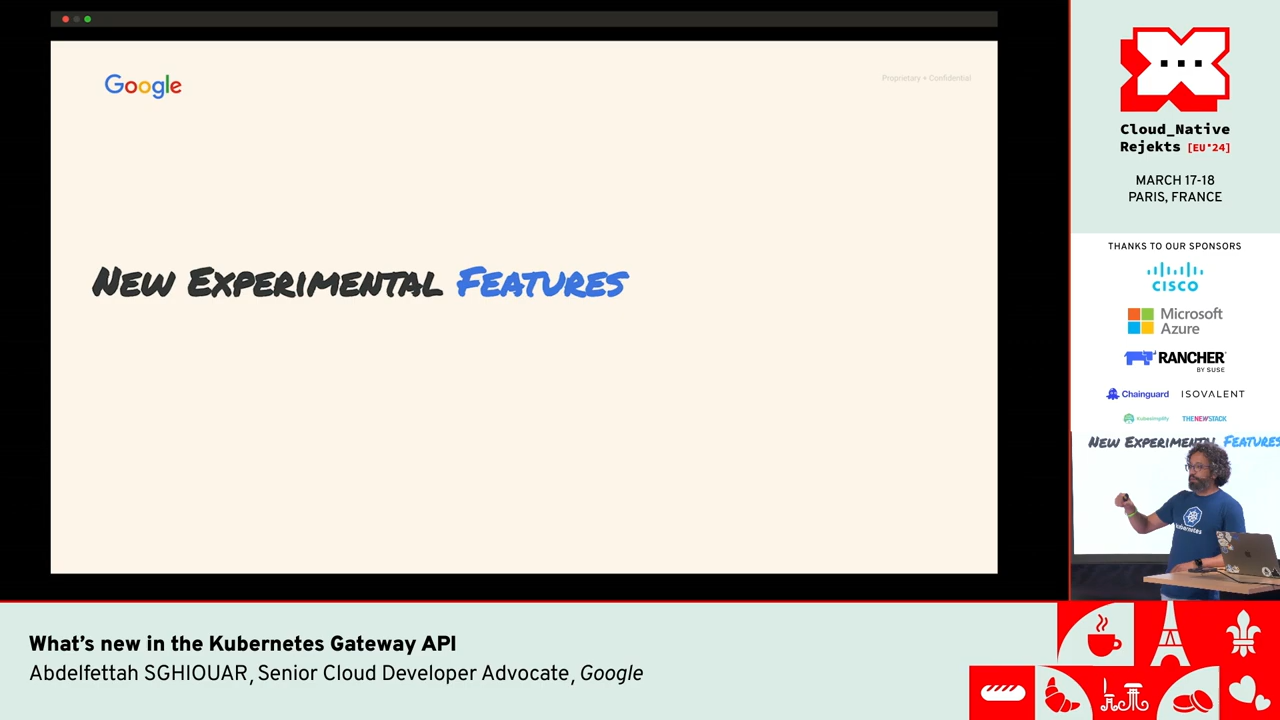 Google
Proprietary + Confidential
New Experimental Features
Cloud_Native
Rejekts [EU'24]
MARCH 17-18
PARIS, FRANCE
THANKS TO OUR SPONSORS
CISCO
Microsoft
Azure
RANCHER
BY SUSE
Chainguard
ISOVALENT
kubesimplify
THENEWSTACK
New Experimental Features
kubernetes
What's new in the Kubernetes Gateway API
Abdelfettah SGHIOUAR, Senior Cloud Developer Advocate, Google